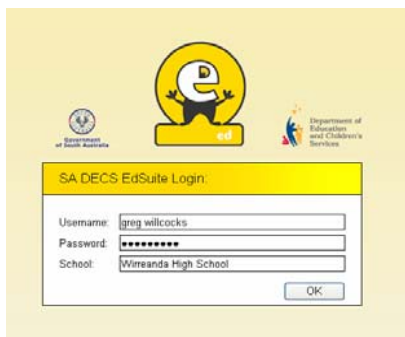 e
ed
Government
of South Australia
Department of
Education
and Children's
Services
SA DECS EdSuite Login:
Username: greg willcocks
Password: •••••••••
School: Wirreanda High School
OK